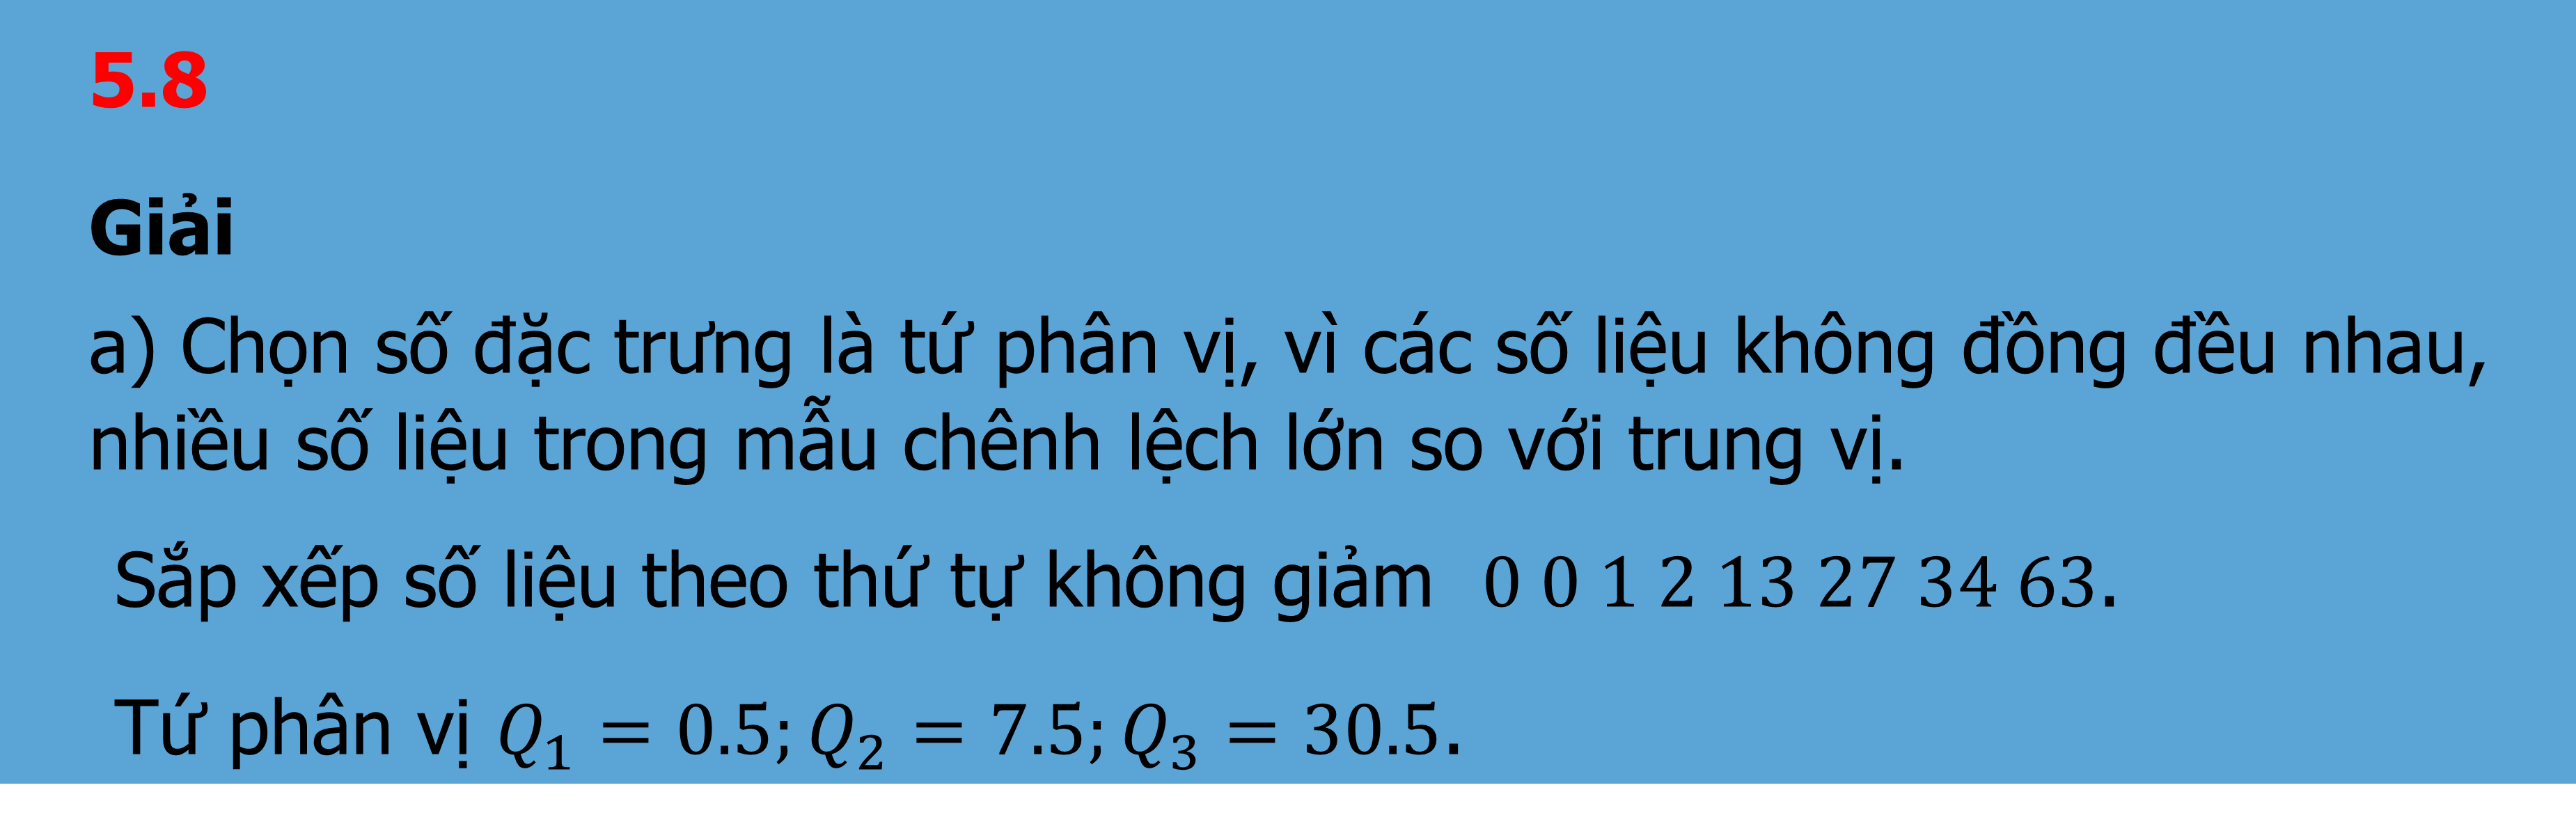 5.8
Giải
a) Chọn số đặc trưng là tứ phân vị, vì các số liệu không đồng đều nhau,
nhiều số liệu trong mẫu chênh lệch lớn so với trung vị.
Sắp xếp số liệu theo thứ tự không giảm 0 0 1 2 13 27 34 63.
Tứ phân vị Q₁ = 0.5; Q₂ = 7.5; Q₃ = 30.5.